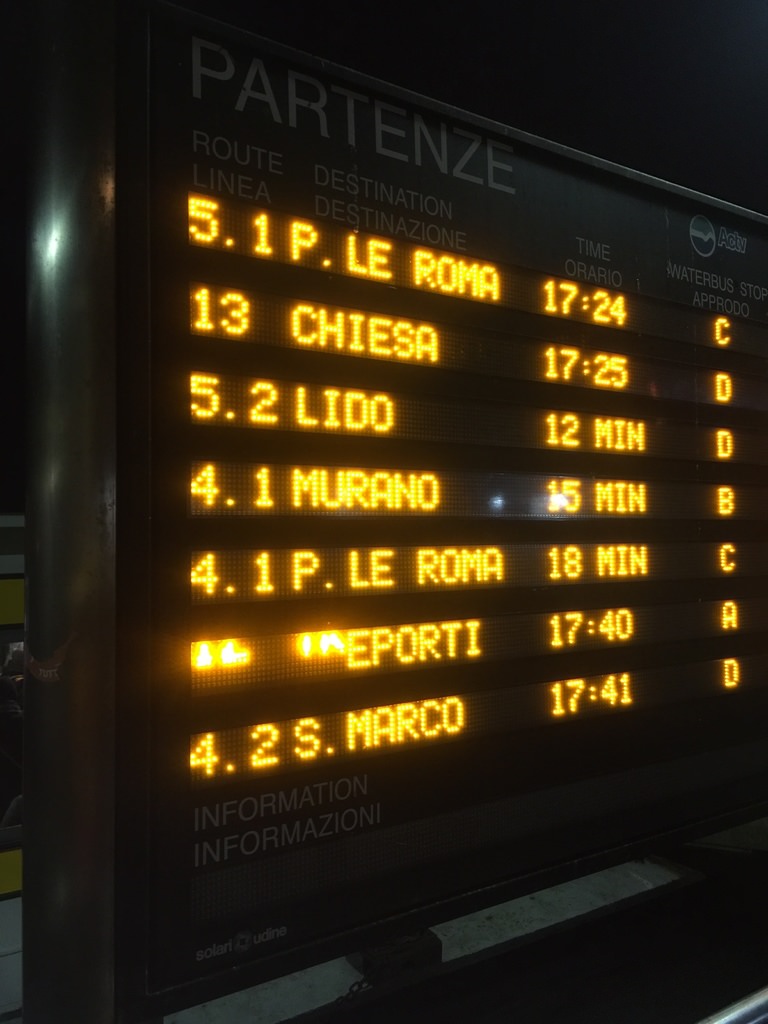 PARTENZE
ROUTE DESTINATION TIME WATERBUS STOP
LINEA DESTINAZIONE ORARIO APPRODO
Actv
5.1 P.LE ROMA 17:24 C
13 CHIESA 17:25 D
5.2 LIDO 12 MIN D
4.1 MURANO 15 MIN B
4.1 P.LE ROMA 18 MIN C
17:40 A
4.2 S.MARCO 17:41 D
INFORMATION
INFORMAZIONI
solari udine